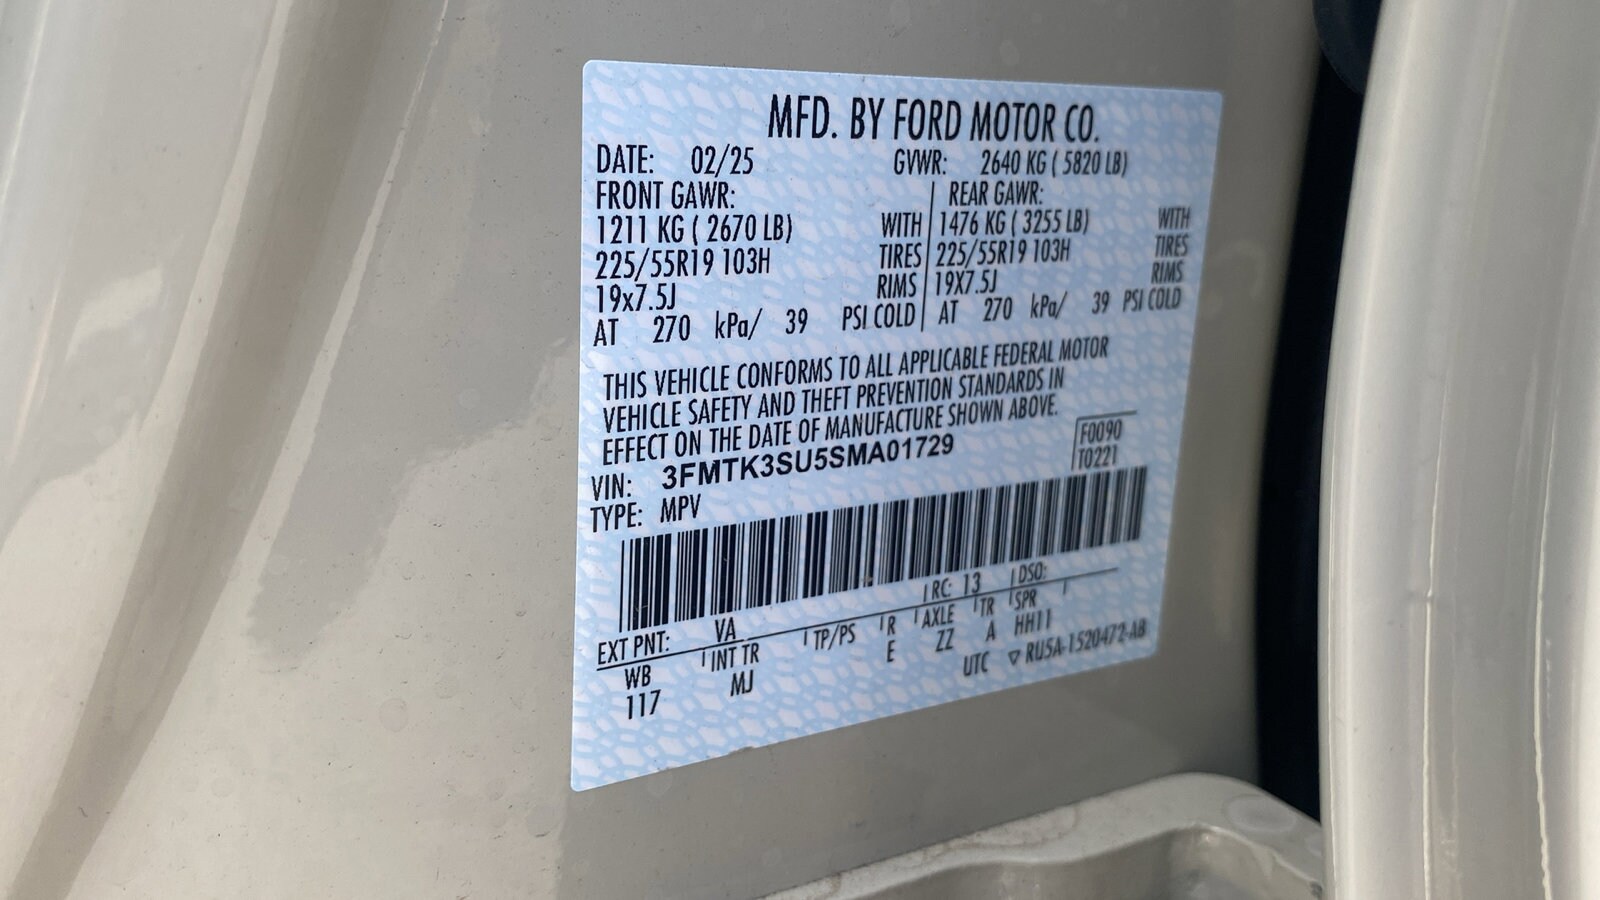 MFD. BY FORD MOTOR CO.
DATE: 02/25 GVWR: 2640 KG ( 5820 LB)
FRONT GAWR: REAR GAWR:
1211 KG ( 2670 LB) WITH 1476 KG ( 3255 LB) WITH
225/55R19 103H TIRES 225/55R19 103H TIRES
19x7.5J RIMS 19X7.5J RIMS
AT 270 kPa/ 39 PSI COLD AT 270 kPa/ 39 PSI COLD
THIS VEHICLE CONFORMS TO ALL APPLICABLE FEDERAL MOTOR
VEHICLE SAFETY AND THEFT PREVENTION STANDARDS IN
EFFECT ON THE DATE OF MANUFACTURE SHOWN ABOVE.
VIN: 3FMTK3SU5SMA01729 F0090
TYPE: MPV T0221
EXT PNT: VA RC: 13 DSO:
WB INT TR TP/PS R AXLE TR SPR
117 MJ E ZZ A HH11
UTC ▽ RU5A-1520472-AB